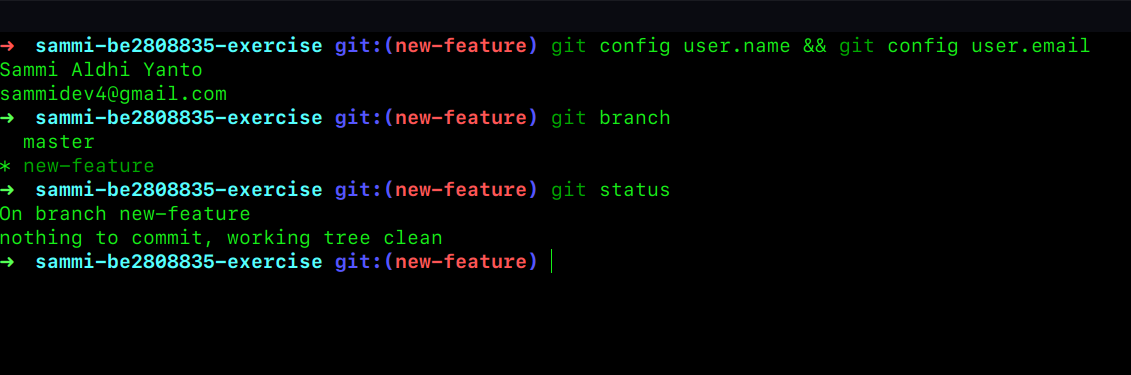 ➜  sammi-be2808835-exercise git:(new-feature) git config user.name && git config user.email
Sammi Aldhi Yanto
sammidev4@gmail.com
➜  sammi-be2808835-exercise git:(new-feature) git branch
  master
* new-feature
➜  sammi-be2808835-exercise git:(new-feature) git status
On branch new-feature
nothing to commit, working tree clean
➜  sammi-be2808835-exercise git:(new-feature)